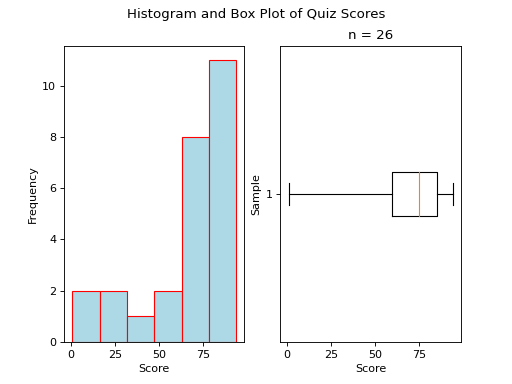 Histogram and Box Plot of Quiz Scores
n = 26
Frequency
10
8
6
4
2
0
0 25 50 75
Score
Sample
1
0 25 50 75
Score